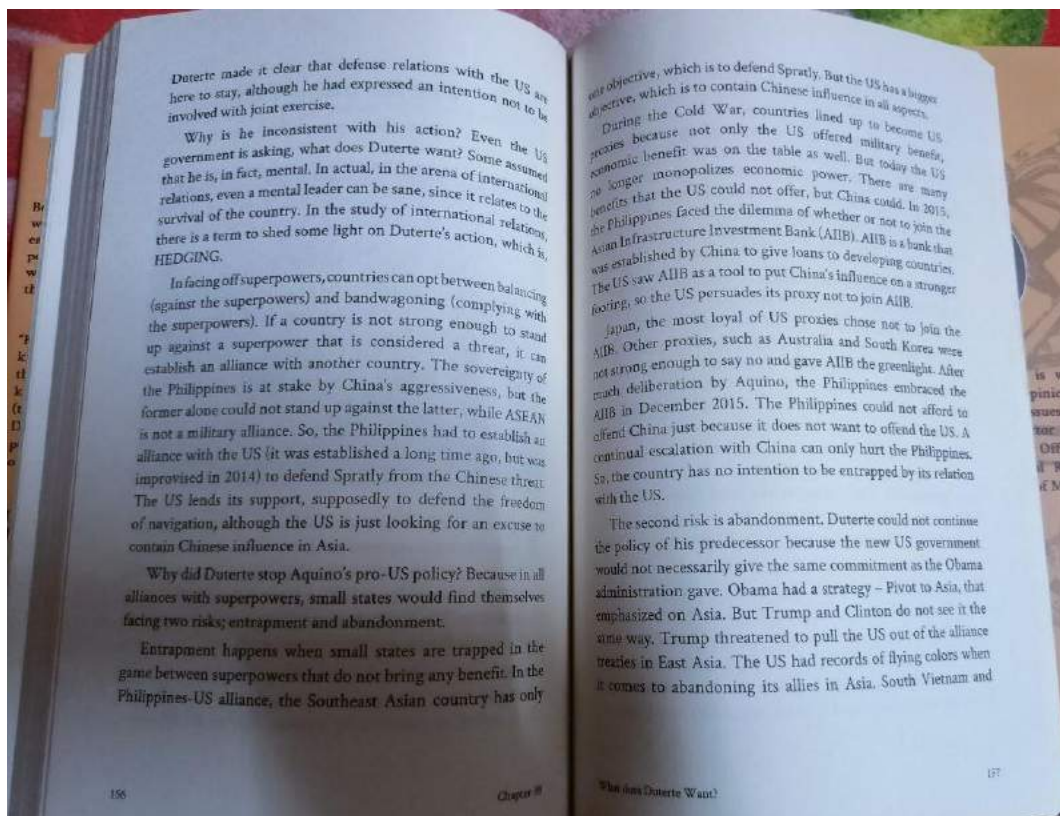 Duterte made it clear that defense relations with the US are
here to stay, although he had expressed an intention not to be
involved with joint exercise.
Why is he inconsistent with his action? Even the US
government is asking, what does Duterte want? Some assumed
that he is, in fact, mental. In actual, in the arena of international
relations, even a mental leader can be sane, since it relates to the
survival of the country. In the study of international relations,
there is a term to shed some light on Duterte's action, which is,
HEDGING.
In facing off superpowers, countries can opt between balancing
(against the superpowers) and bandwagoning (complying with
the superpowers). If a country is not strong enough to stand
up against a superpower that is considered a threat, it can
establish an alliance with another country. The sovereignty of
the Philippines is at stake by China's aggressiveness, but the
former alone could not stand up against the latter, while ASEAN
is not a military alliance. So, the Philippines had to establish an
alliance with the US (it was established a long time ago, but was
improvised in 2014) to defend Spratly from the Chinese threat.
The US lends its support, supposedly to defend the freedom
of navigation, although the US is just looking for an excuse to
contain Chinese influence in Asia.
Why did Duterte stop Aquino's pro-US policy? Because in all
alliances with superpowers, small states would find themselves
facing two risks; entrapment and abandonment.
Entrapment happens when small states are trapped in the
game between superpowers that do not bring any benefit. In the
Philippines-US alliance, the Southeast Asian country has only
156
Chapter
one objective, which is to defend Spratly. But the US has a bigger
objective, which is to contain Chinese influence in all aspects.
During the Cold War, countries lined up to become US
proxies because not only the US offered military benefit,
economic benefit was on the table as well. But today the US
no longer monopolizes economic power. There are many
benefits that the US could not offer, but China could. In 2015,
the Philippines faced the dilemma of whether or not to join the
Asian Infrastructure Investment Bank (AIIB). AIIB is a bank that
was established by China to give loans to developing countries.
The US saw AIIB as a tool to put China's influence on a stronger
footing, so the US persuades its proxy not to join AIIB.
Japan, the most loyal of US proxies chose not to join the
AIIB. Other proxies, such as Australia and South Korea were
not strong enough to say no and gave AIIB the greenlight. After
much deliberation by Aquino, the Philippines embraced the
AIIB in December 2015. The Philippines could not afford to
offend China just because it does not want to offend the US. A
continual escalation with China can only hurt the Philippines.
So, the country has no intention to be entrapped by its relation
with the US.
The second risk is abandonment. Duterte could not continue
the policy of his predecessor because the new US government
would not necessarily give the same commitment as the Obama
administration gave. Obama had a strategy – Pivot to Asia, that
emphasized on Asia. But Trump and Clinton do not see it the
same way. Trump threatened to pull the US out of the alliance
treaties in East Asia. The US had records of flying colors when
it comes to abandoning its allies in Asia. South Vietnam and
What does Duterte Want?
157